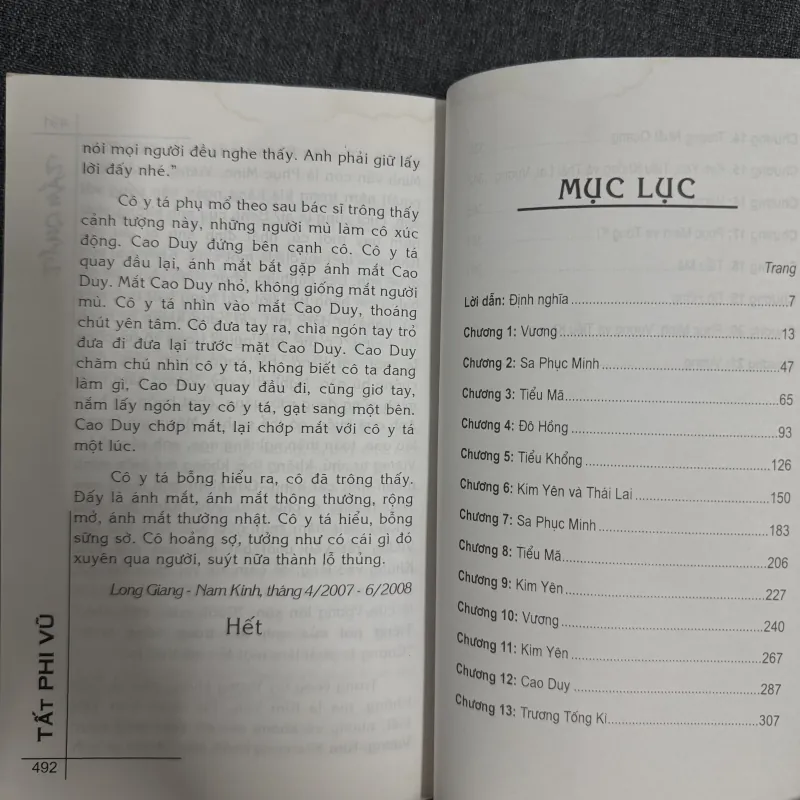 nói mọi người đều nghe thấy. Anh phải giữ lấy
lời đấy nhé."
Cô y tá phụ mổ theo sau bác sĩ trông thấy
cảnh tượng này, những người mù làm cô xúc
động. Cao Duy đứng bên cạnh cô. Cô y tá
quay đầu lại, ánh mắt bắt gặp ánh mắt Cao
Duy. Mắt Cao Duy nhỏ, không giống mắt người
mù. Cô y tá nhìn vào mắt Cao Duy, thoáng
chút yên tâm. Cô đưa tay ra, chìa ngón tay trỏ
đưa đi đưa lại trước mặt Cao Duy. Cao Duy
chăm chú nhìn cô y tá, không biết cô ta đang
làm gì, Cao Duy quay đầu đi, cũng giơ tay,
nắm lấy ngón tay cô y tá, gạt sang một bên.
Cao Duy chớp mắt, lại chớp mắt với cô y tá
một lúc.
Cô y tá bỗng hiểu ra, cô đã trông thấy.
Đấy là ánh mắt, ánh mắt thông thường, rộng
mở, ánh mắt thường nhật. Cô y tá hiểu, bỗng
sững sờ. Cô hoảng sợ, tưởng như có cái gì đó
xuyên qua người, suýt nữa thành lỗ thủng.
Long Giang - Nam Kinh, tháng 4/2007 - 6/2008
Hết
TẤT PHI VŨ
492
MỤC LỤC
Trang
Lời dẫn: Định nghĩa...7
Chương 1: Vương...13
Chương 2: Sa Phục Minh...47
Chương 3: Tiểu Mã...65
Chương 4: Đô Hồng...93
Chương 5: Tiểu Khổng...126
Chương 6: Kim Yên và Thái Lai...150
Chương 7: Sa Phục Minh...183
Chương 8: Tiểu Mã...206
Chương 9: Kim Yên...227
Chương 10: Vương...240
Chương 11: Kim Yên...267
Chương 12: Cao Duy...287
Chương 13: Trương Tống Kì...307